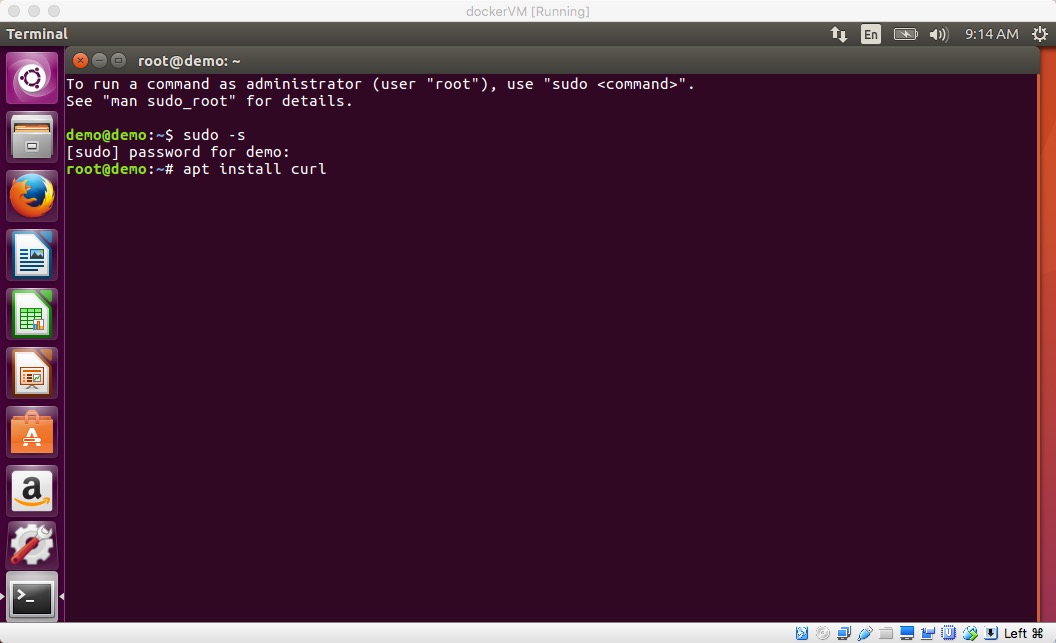 dockerVM [Running]
Terminal
En
9:14 AM
root@demo: ~
To run a command as administrator (user "root"), use "sudo <command>".
See "man sudo_root" for details.
demo@demo:~$ sudo -s
[sudo] password for demo:
root@demo:~# apt install curl
Left ⌘